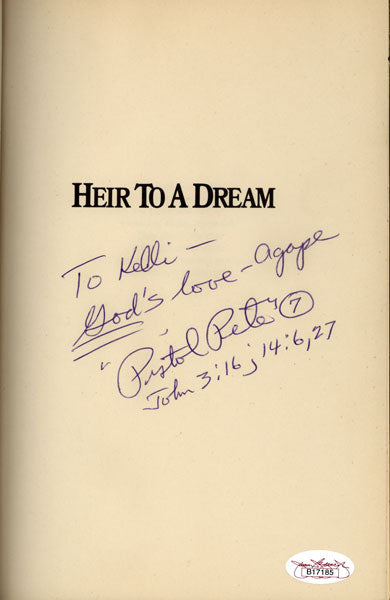 HEIR TO A DREAM
To Kelli —
God's love – agape
"Pistol Pete" 7
John 3:16; 14:6,27
B17185